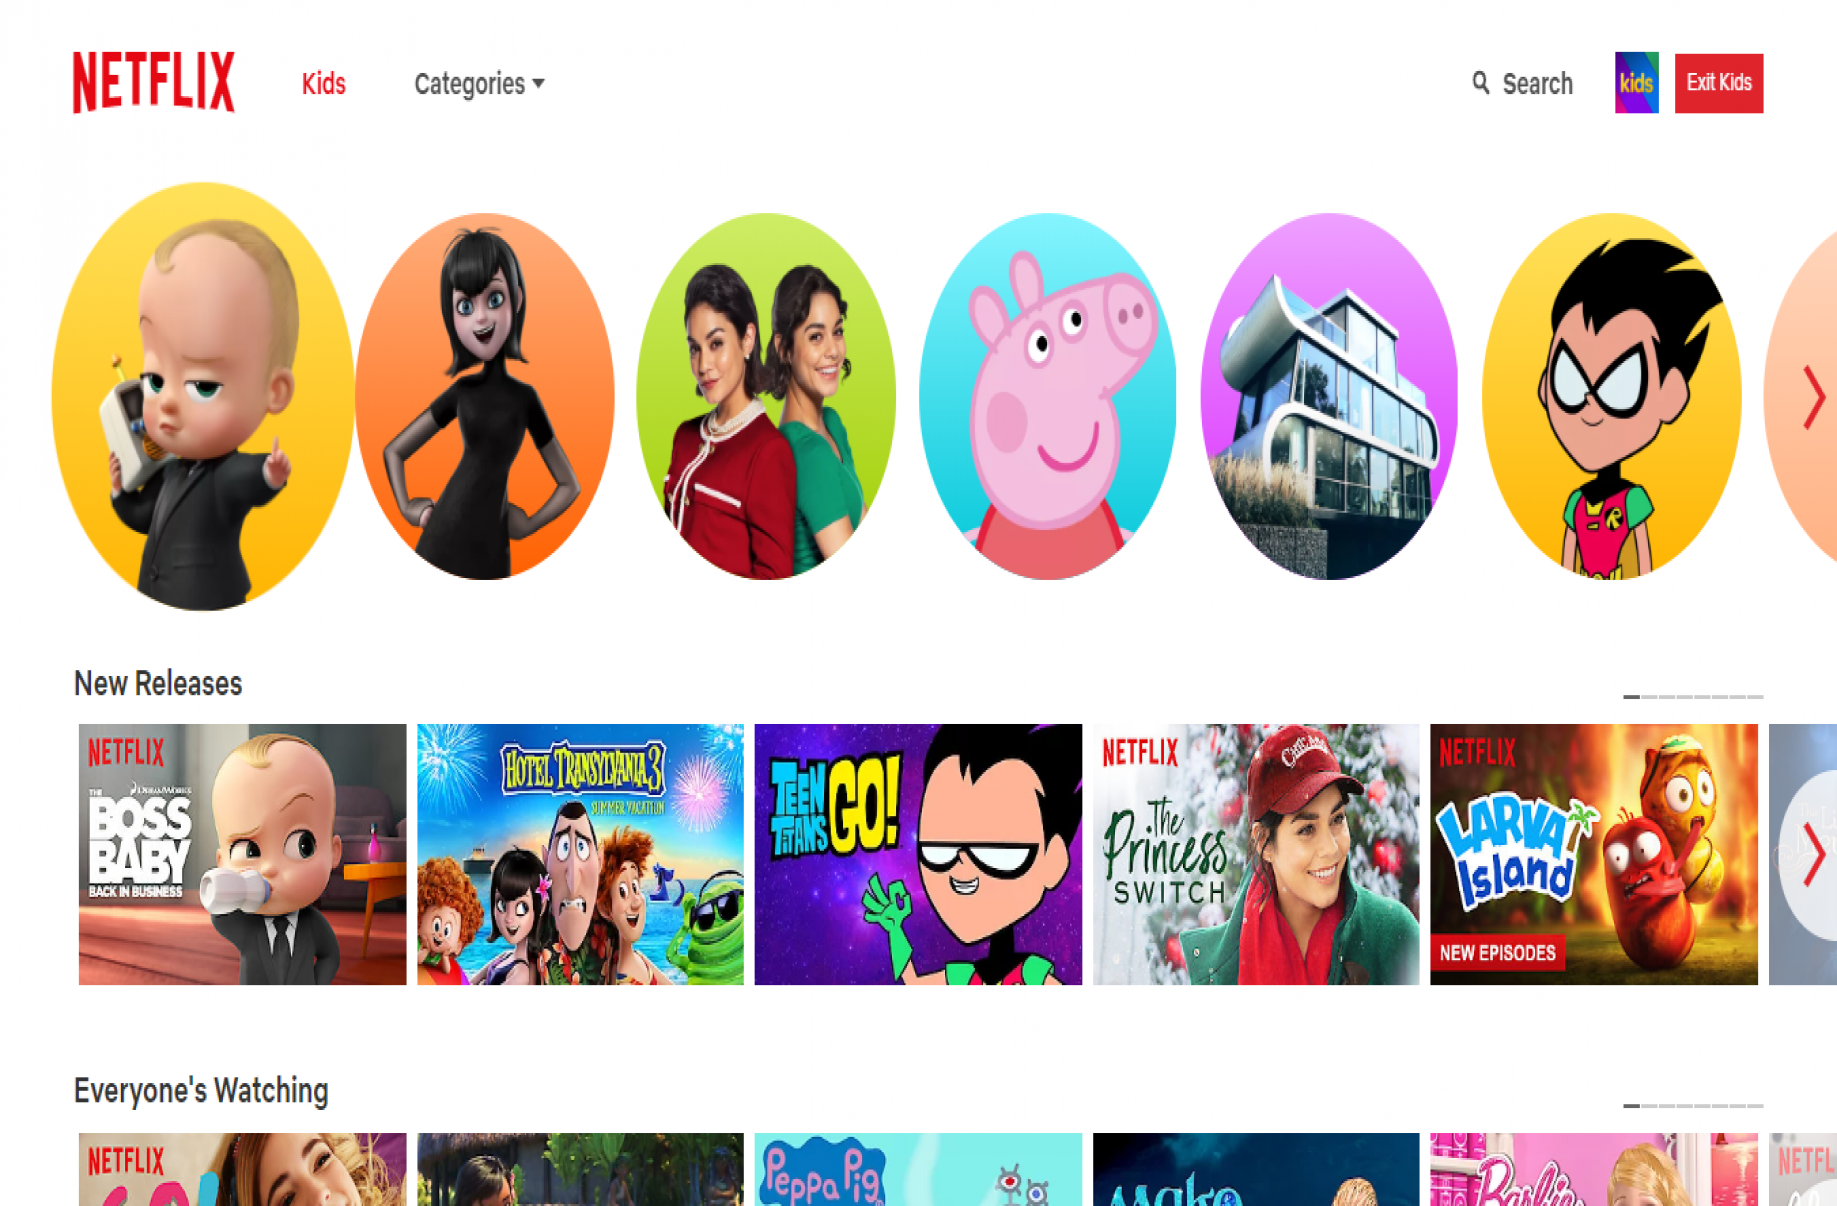 NETFLIX
Kids
Categories
Search
kids
Exit Kids
New Releases
NETFLIX
DREAMWORKS
THE
BOSS
BABY
BACK IN BUSINESS
HOTEL TRANSYLVANIA 3
SUMMER VACATION
TEEN
TITANS
GO!
NETFLIX
The
Princess
SWITCH
NETFLIX
LARVA
Island
NEW EPISODES
Everyone's Watching
NETFLIX
Peppa Pig
Mako
Barbie
NETFL